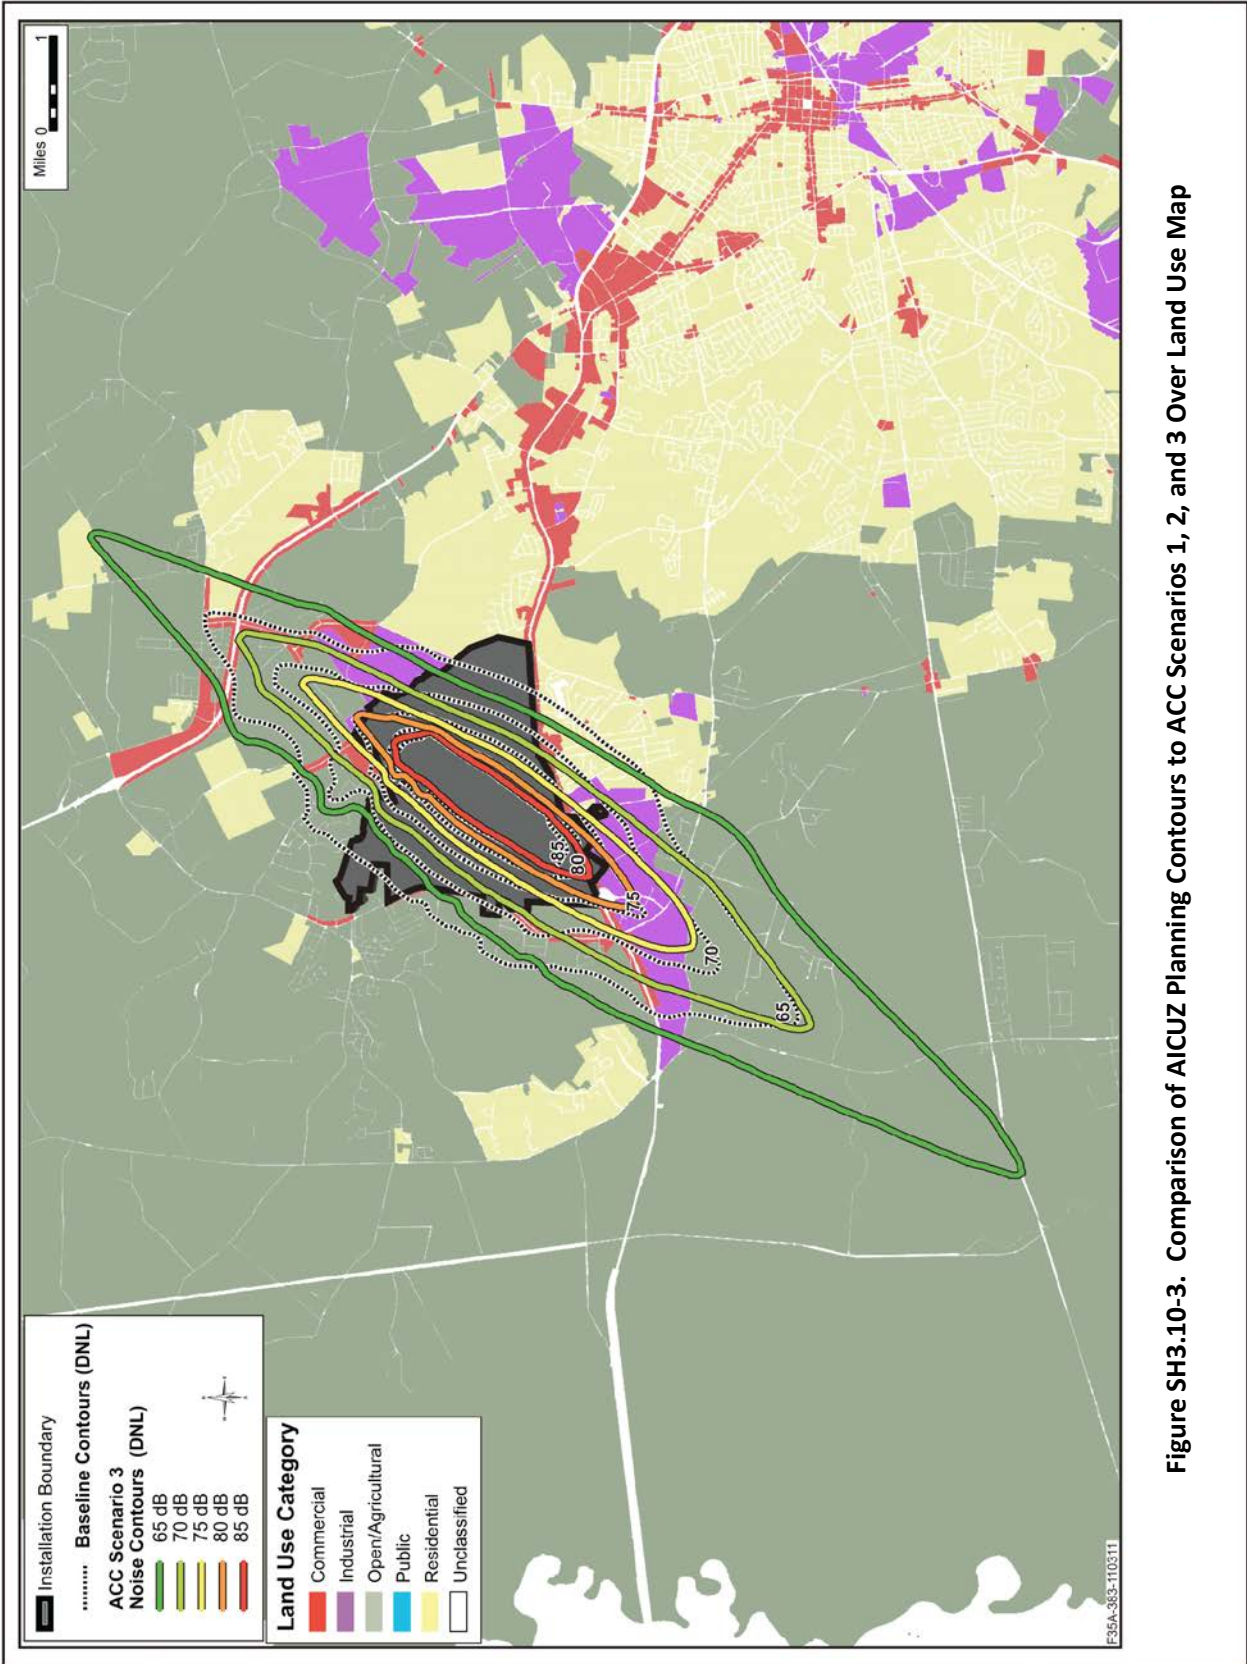 Installation Boundary
Baseline Contours (DNL)
ACC Scenario 3
Noise Contours (DNL)
65 dB
70 dB
75 dB
80 dB
85 dB
Land Use Category
Commercial
Industrial
Open/Agricultural
Public
Residential
Unclassified
Miles 0 1
85
80
75
70
65
F35A-383-110311
Figure SH3.10-3. Comparison of AICUZ Planning Contours to ACC Scenarios 1, 2, and 3 Over Land Use Map